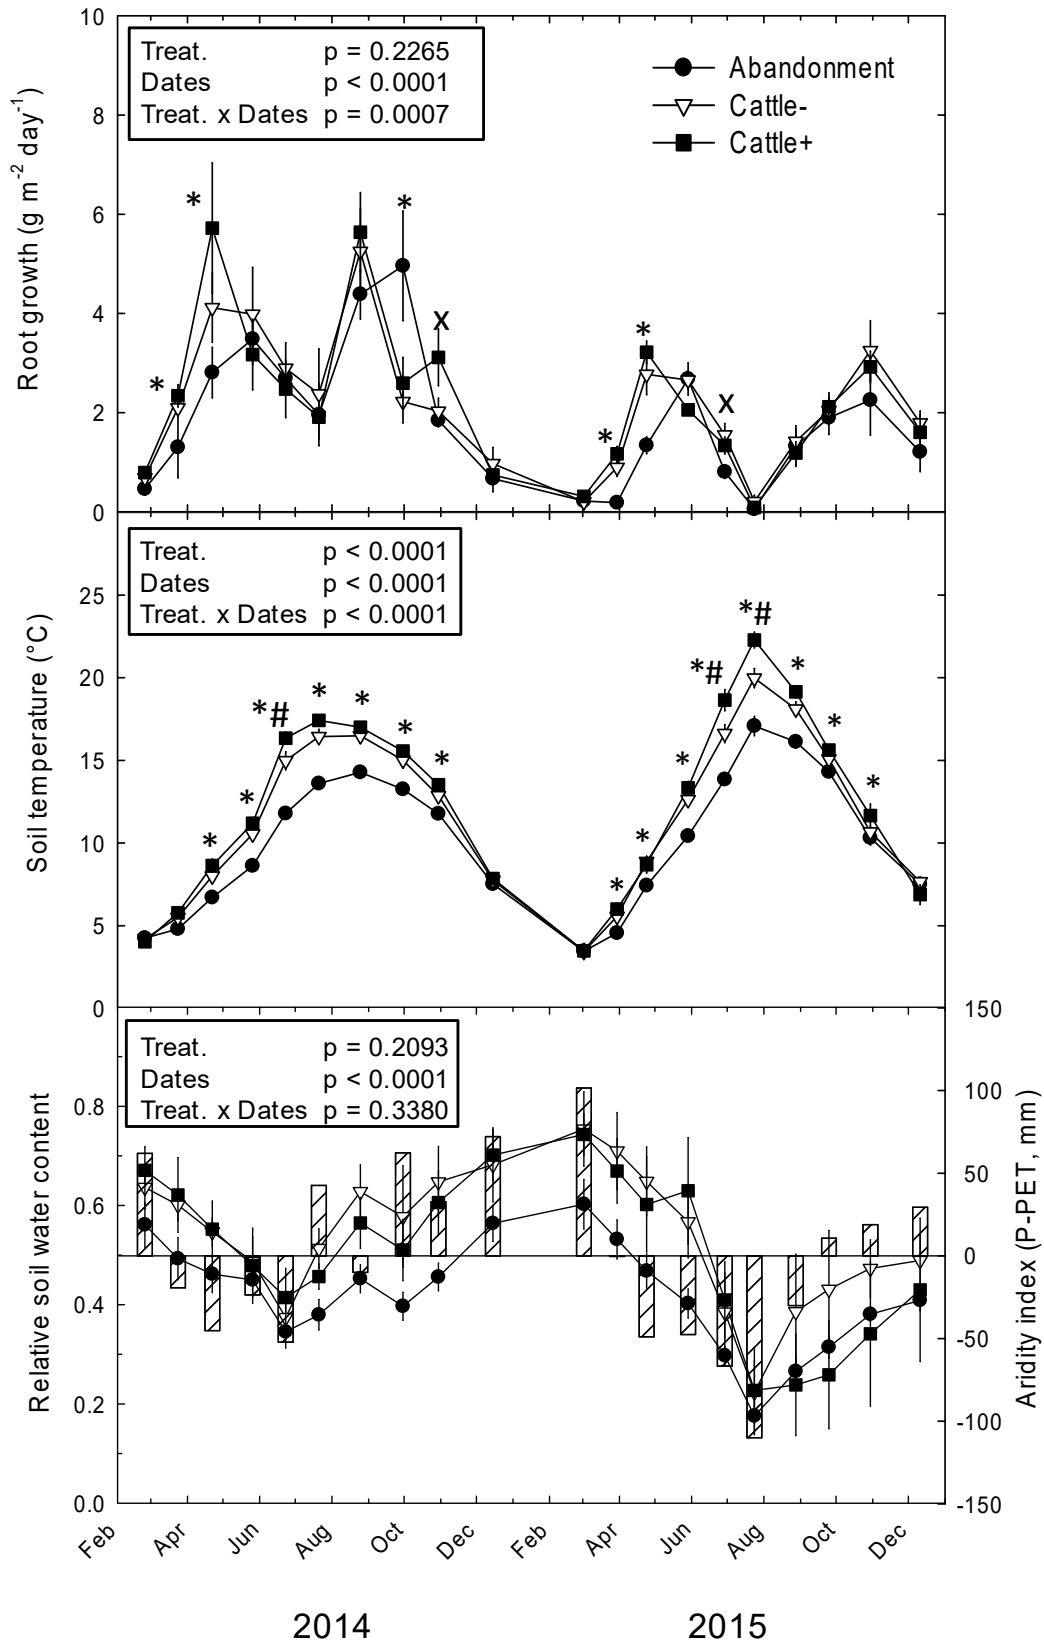 10
Treat. p = 0.2265
Dates p < 0.0001
Treat. x Dates p = 0.0007
Abandonment
Cattle-
Cattle+
8
6
4
2
0
Root growth (g m⁻² day⁻¹)
* * * x * * x
Treat. p < 0.0001
Dates p < 0.0001
Treat. x Dates p < 0.0001
25
20
15
10
5
0
Soil temperature (°C)
* * *# * * * * * * * *# *# * * *
Treat. p = 0.2093
Dates p < 0.0001
Treat. x Dates p = 0.3380
0.8
0.6
0.4
0.2
0.0
Relative soil water content
150
100
50
0
-50
-100
-150
Aridity index (P-PET, mm)
Feb Apr Jun Aug Oct Dec Feb Apr Jun Aug Oct Dec
2014 2015